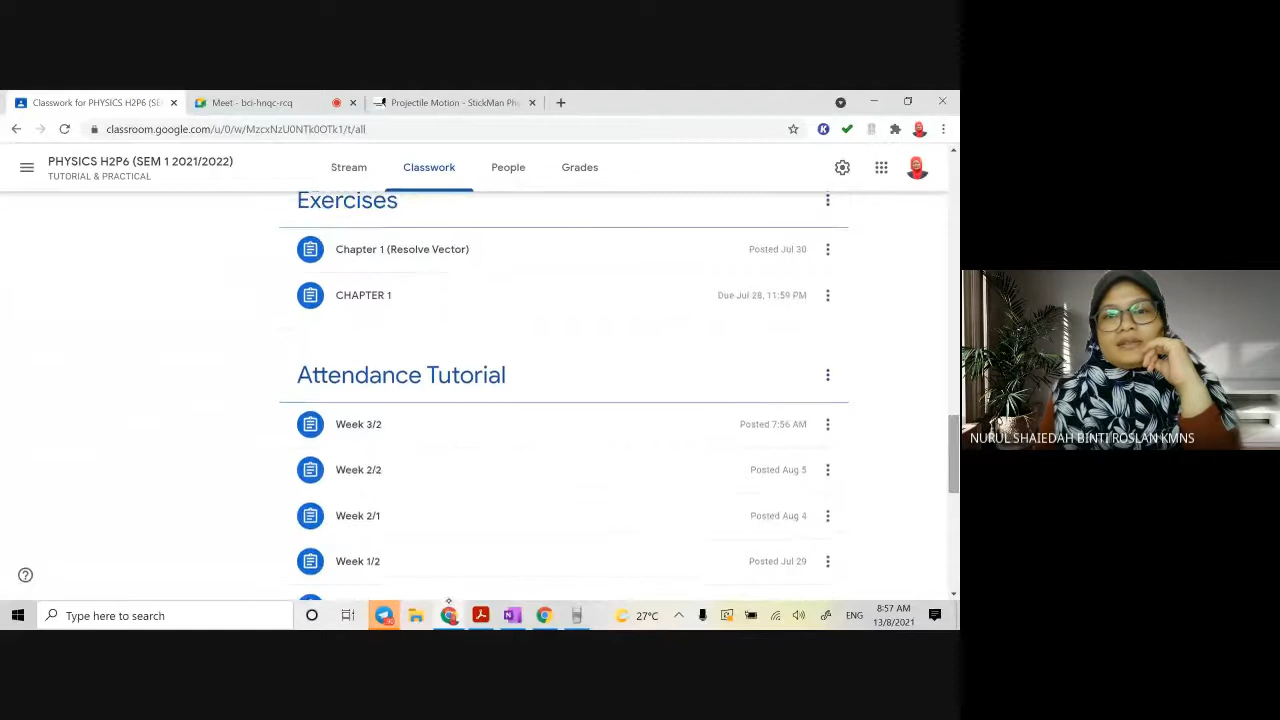 Classwork for PHYSICS H2P6 (SE
Meet - bci-hnqc-rcq
Projectile Motion - StickMan Ph
classroom.google.com/u/0/w/MzcxNzU0NTk0OTk1/t/all
PHYSICS H2P6 (SEM 1 2021/2022)
TUTORIAL & PRACTICAL
Stream
Classwork
People
Grades
Exercises
Chapter 1 (Resolve Vector)
Posted Jul 30
CHAPTER 1
Due Jul 28, 11:59 PM
Attendance Tutorial
Week 3/2
Posted 7:56 AM
Week 2/2
Posted Aug 5
Week 2/1
Posted Aug 4
Week 1/2
Posted Jul 29
NURUL SHAIEDAH BINTI ROSLAN KMNS
Type here to search
27°C
ENG
8:57 AM
13/8/2021